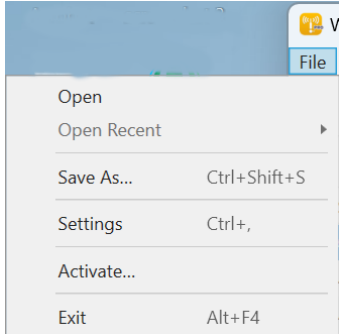 File
Open
Open Recent
Save As... Ctrl+Shift+S
Settings Ctrl+,
Activate...
Exit Alt+F4